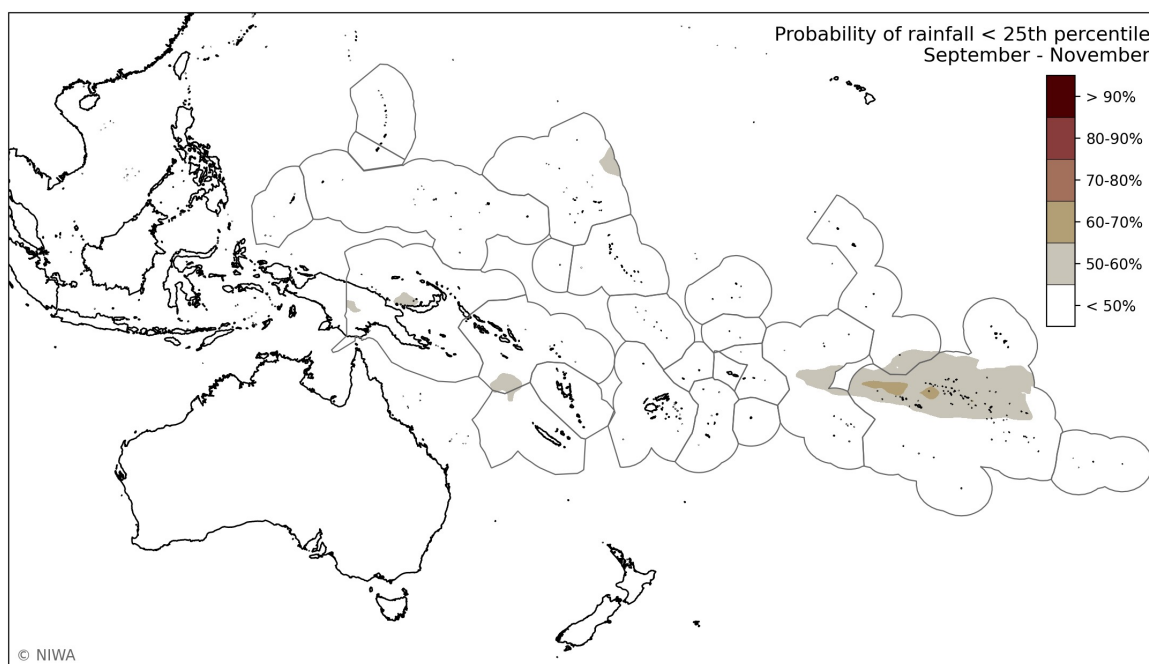 Probability of rainfall < 25th percentile
September - November
> 90%
80-90%
70-80%
60-70%
50-60%
< 50%
© NIWA